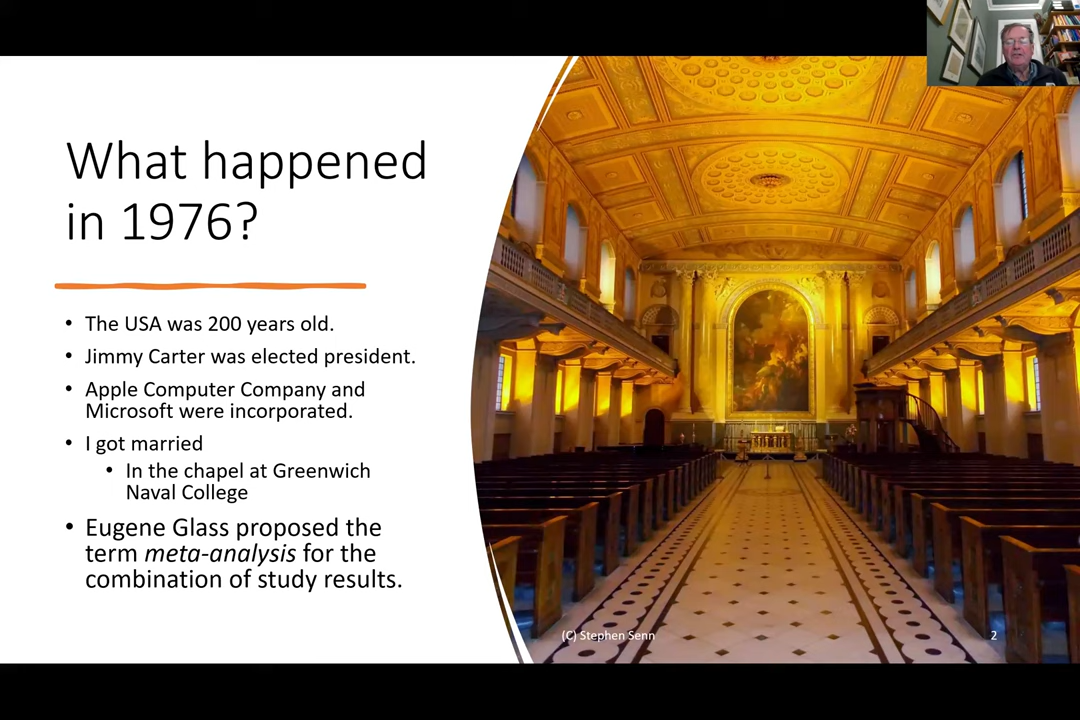 What happened
in 1976?
• The USA was 200 years old.
• Jimmy Carter was elected president.
• Apple Computer Company and
Microsoft were incorporated.
• I got married
• In the chapel at Greenwich
Naval College
• Eugene Glass proposed the
term meta-analysis for the
combination of study results.
(C) Stephen Senn
2